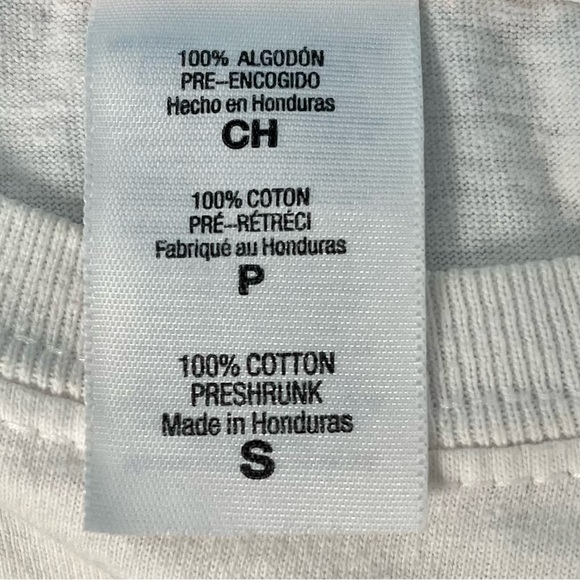 100% ALGODÓN
PRE-ENCOGIDO
Hecho en Honduras
CH
100% COTON
PRÉ-RÉTRÉCI
Fabriqué au Honduras
P
100% COTTON
PRESHRUNK
Made in Honduras
S